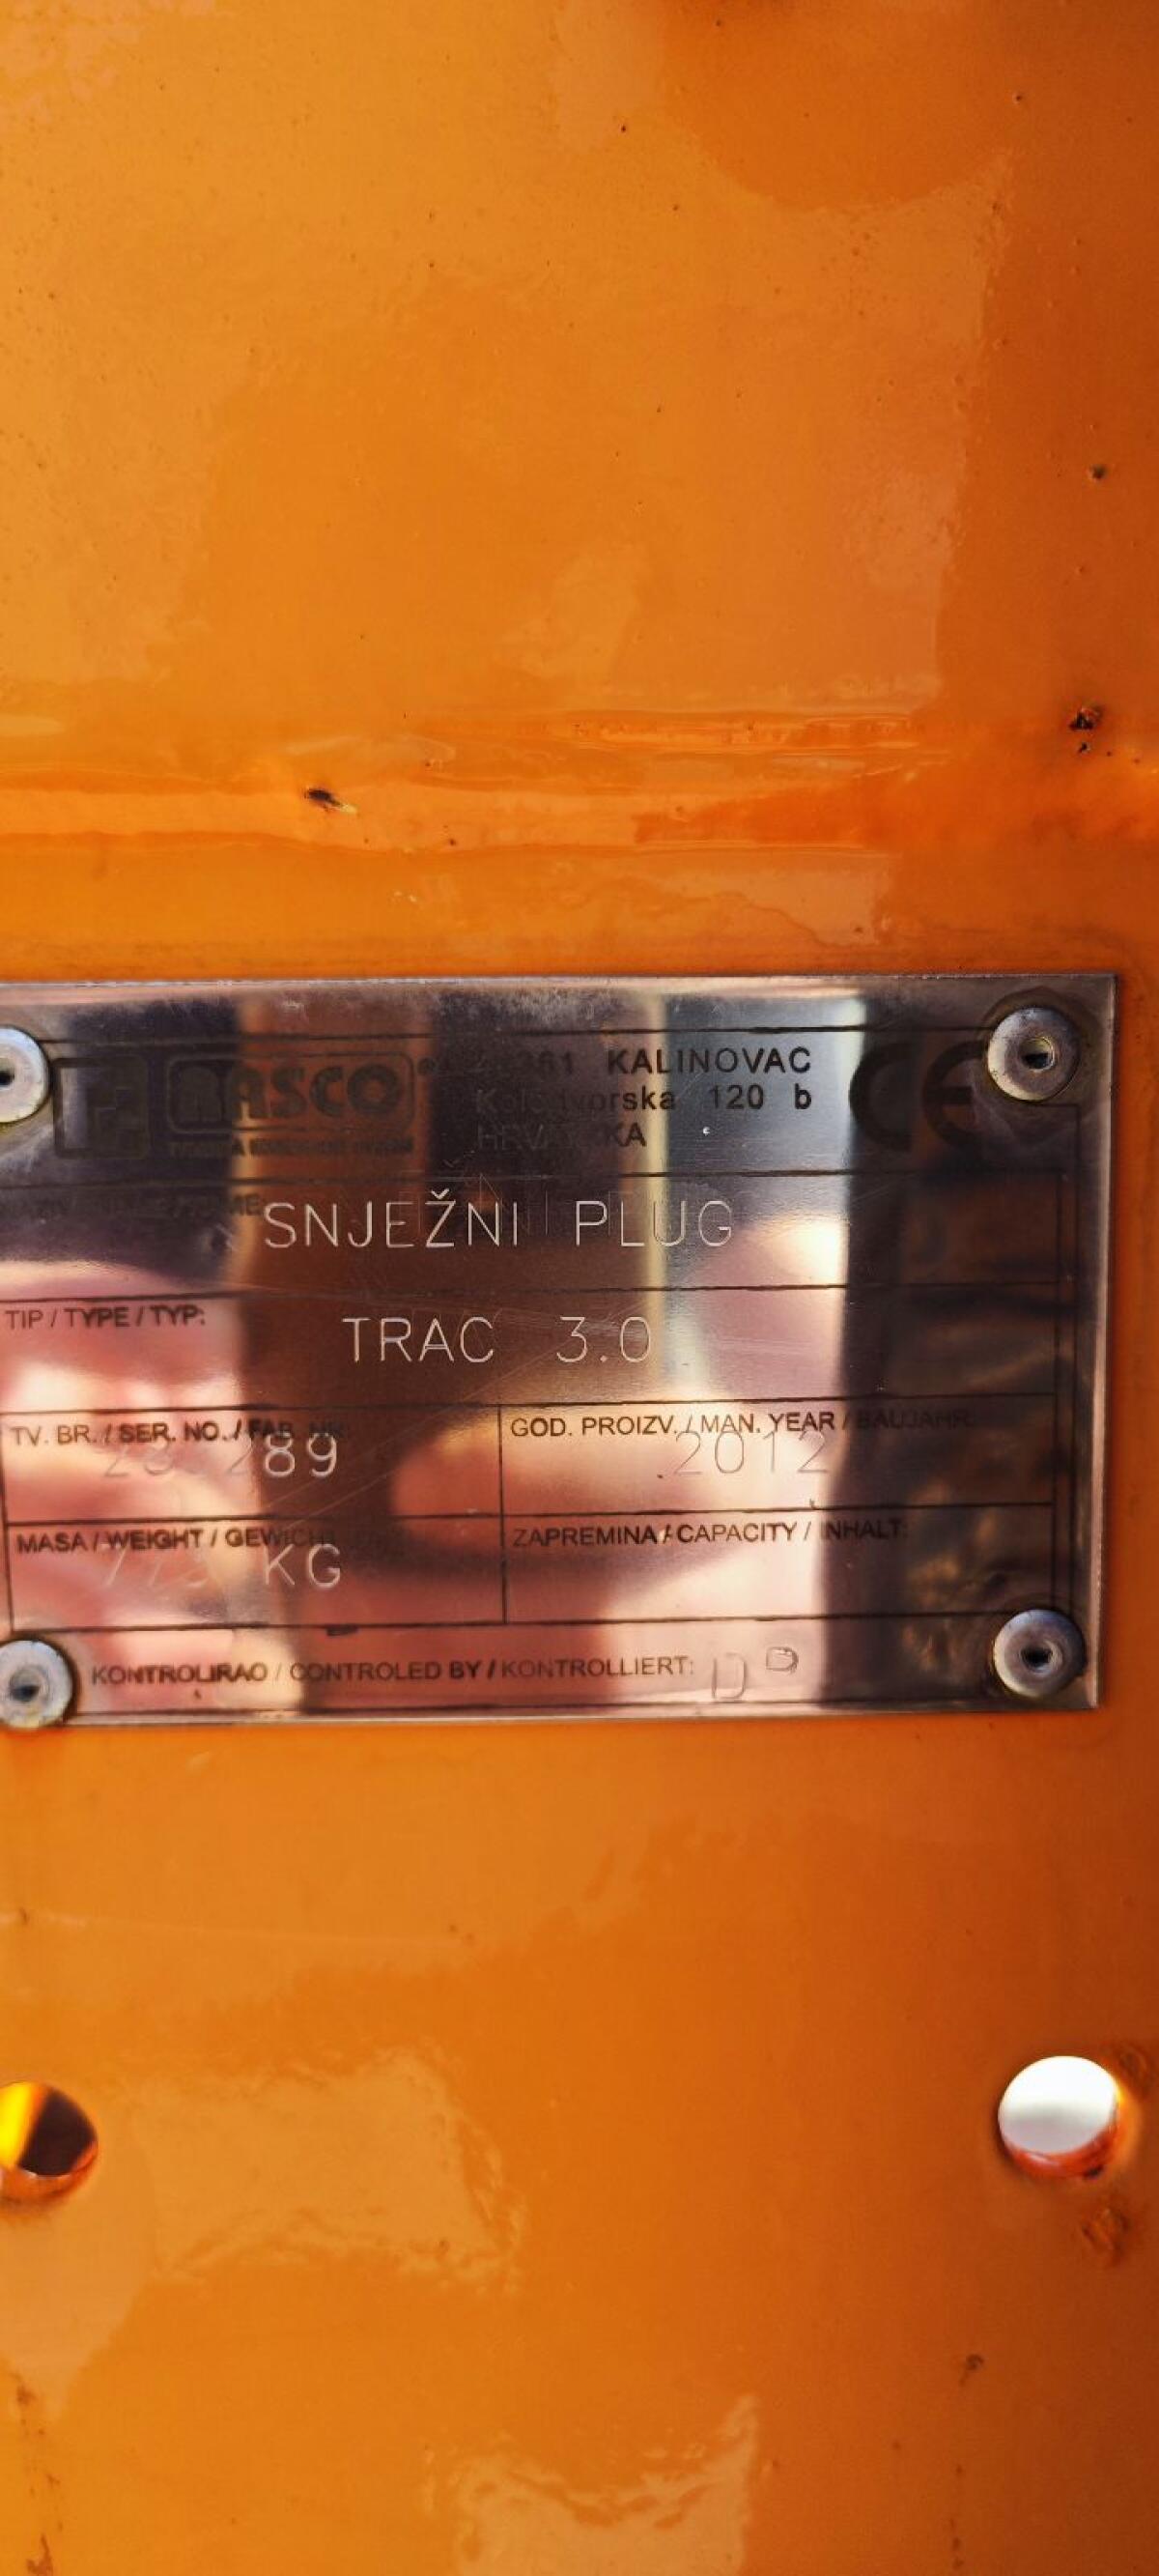 RASCO
KALINOVAC
120 b
SNJEŽNI PLUG
TIP / TYPE / TYP:
TRAC 3.0
TV. BR. / SER. NO. / FAB. NR.
GOD. PROIZV. / MAN. YEAR / BAUJAHR
2012
MASA / WEIGHT / GEWICHT
ZAPREMINA / CAPACITY / INHALT:
KG
KONTROLIRAO / CONTROLED BY / KONTROLLIERT: